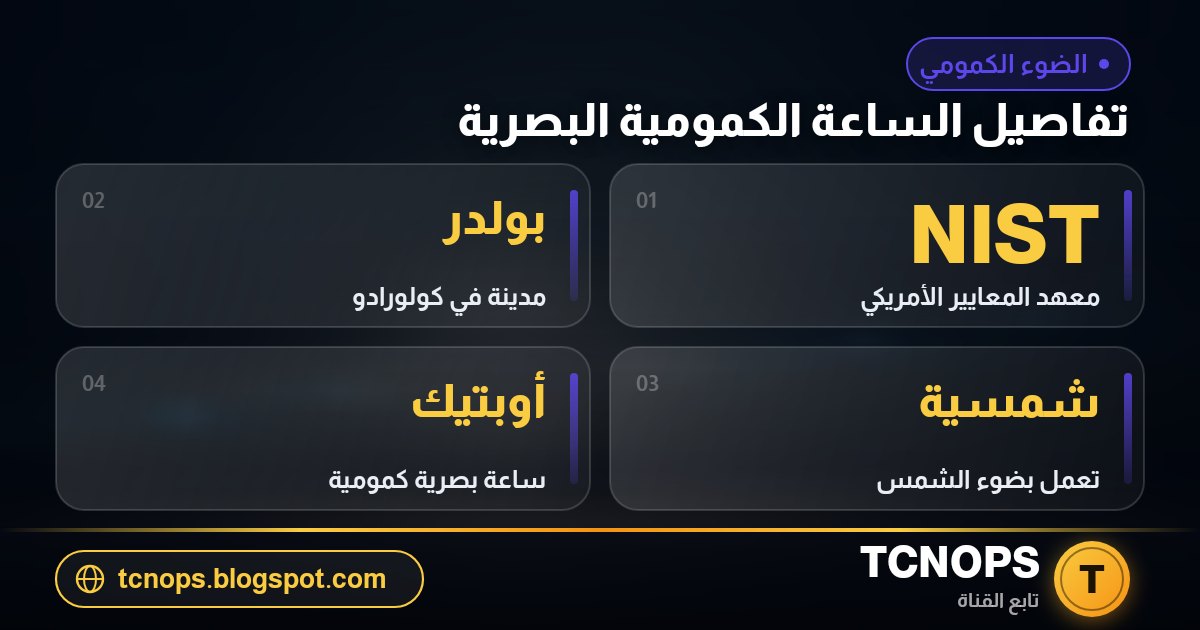 الضوء الكمومي
تفاصيل الساعة الكمومية البصرية
01
NIST
معهد المعايير الأمريكي
02
بولدر
مدينة في كولورادو
03
شمسية
تعمل بضوء الشمس
04
أوبتيك
ساعة بصرية كمومية
T
TCNOPS
تابع القناة
tcnops.blogspot.com